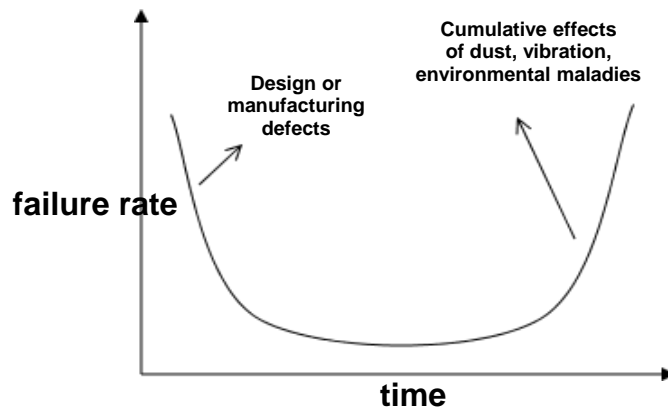 Cumulative effects
of dust, vibration,
environmental maladies
Design or
manufacturing
defects
failure rate
time